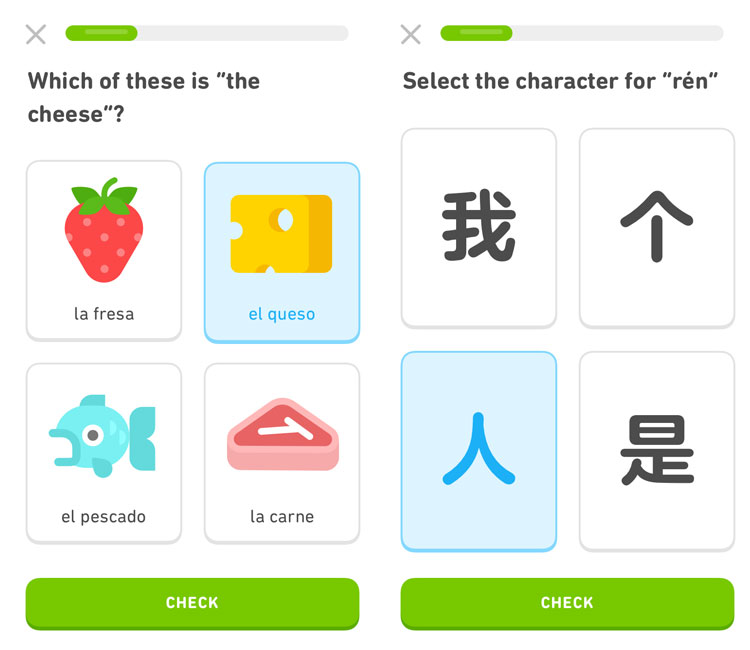 Which of these is “the
cheese”?
la fresa
el queso
el pescado
la carne
CHECK
Select the character for “rén”
我
个
人
是
CHECK